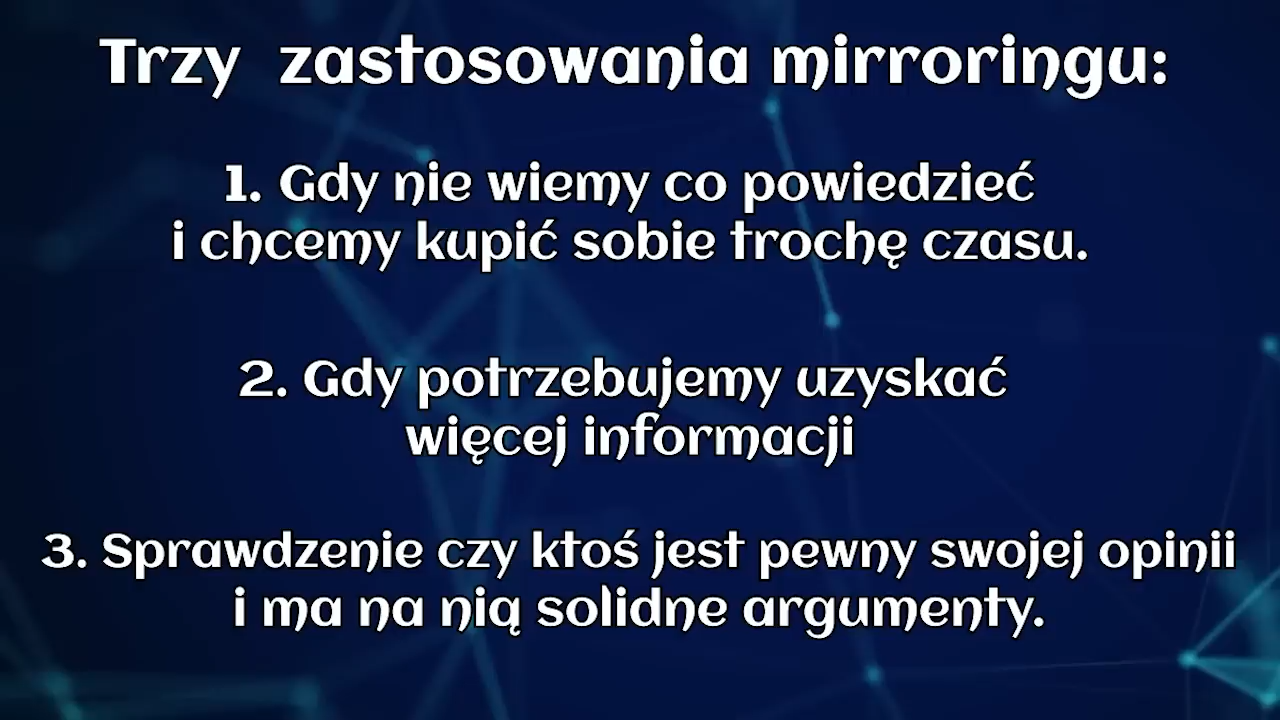 Trzy zastosowania mirroringu:
1. Gdy nie wiemy co powiedzieć
i chcemy kupić sobie trochę czasu.
2. Gdy potrzebujemy uzyskać
więcej informacji
3. Sprawdzenie czy ktoś jest pewny swojej opinii
i ma na nią solidne argumenty.